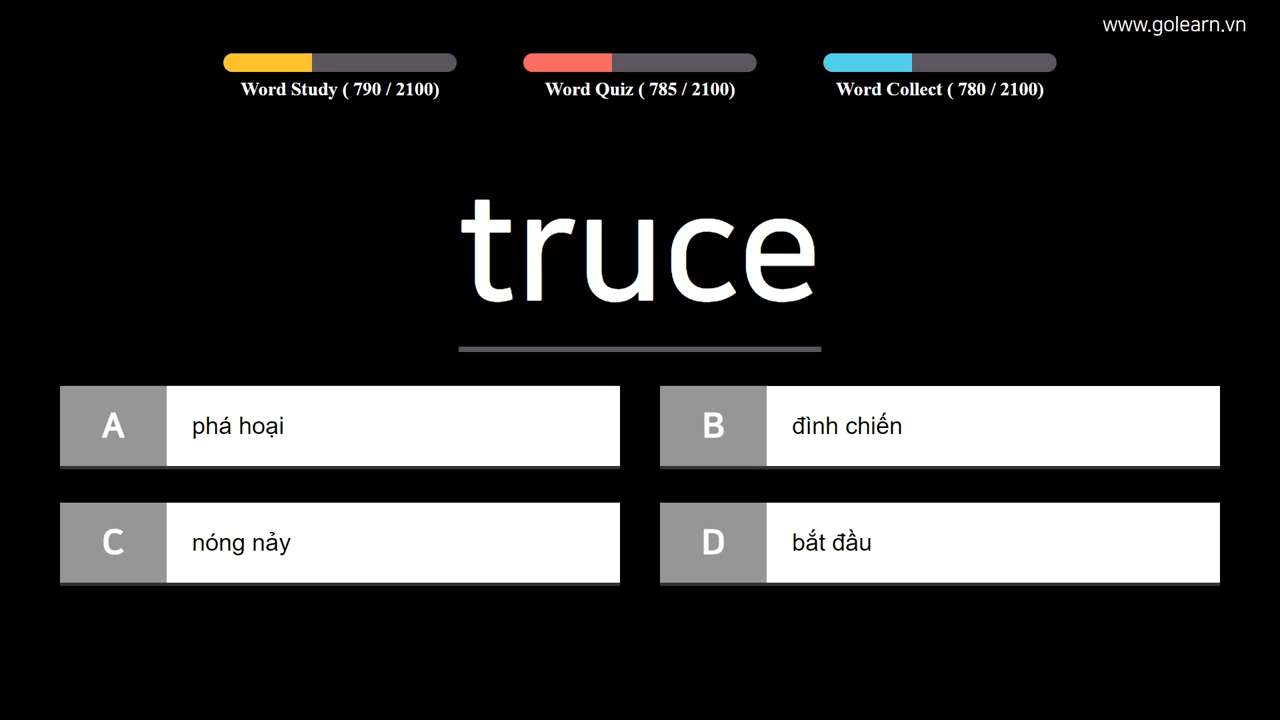 www.golearn.vn
Word Study ( 790 / 2100)
Word Quiz ( 785 / 2100)
Word Collect ( 780 / 2100)
truce
A phá hoại
B đình chiến
C nóng nảy
D bắt đầu